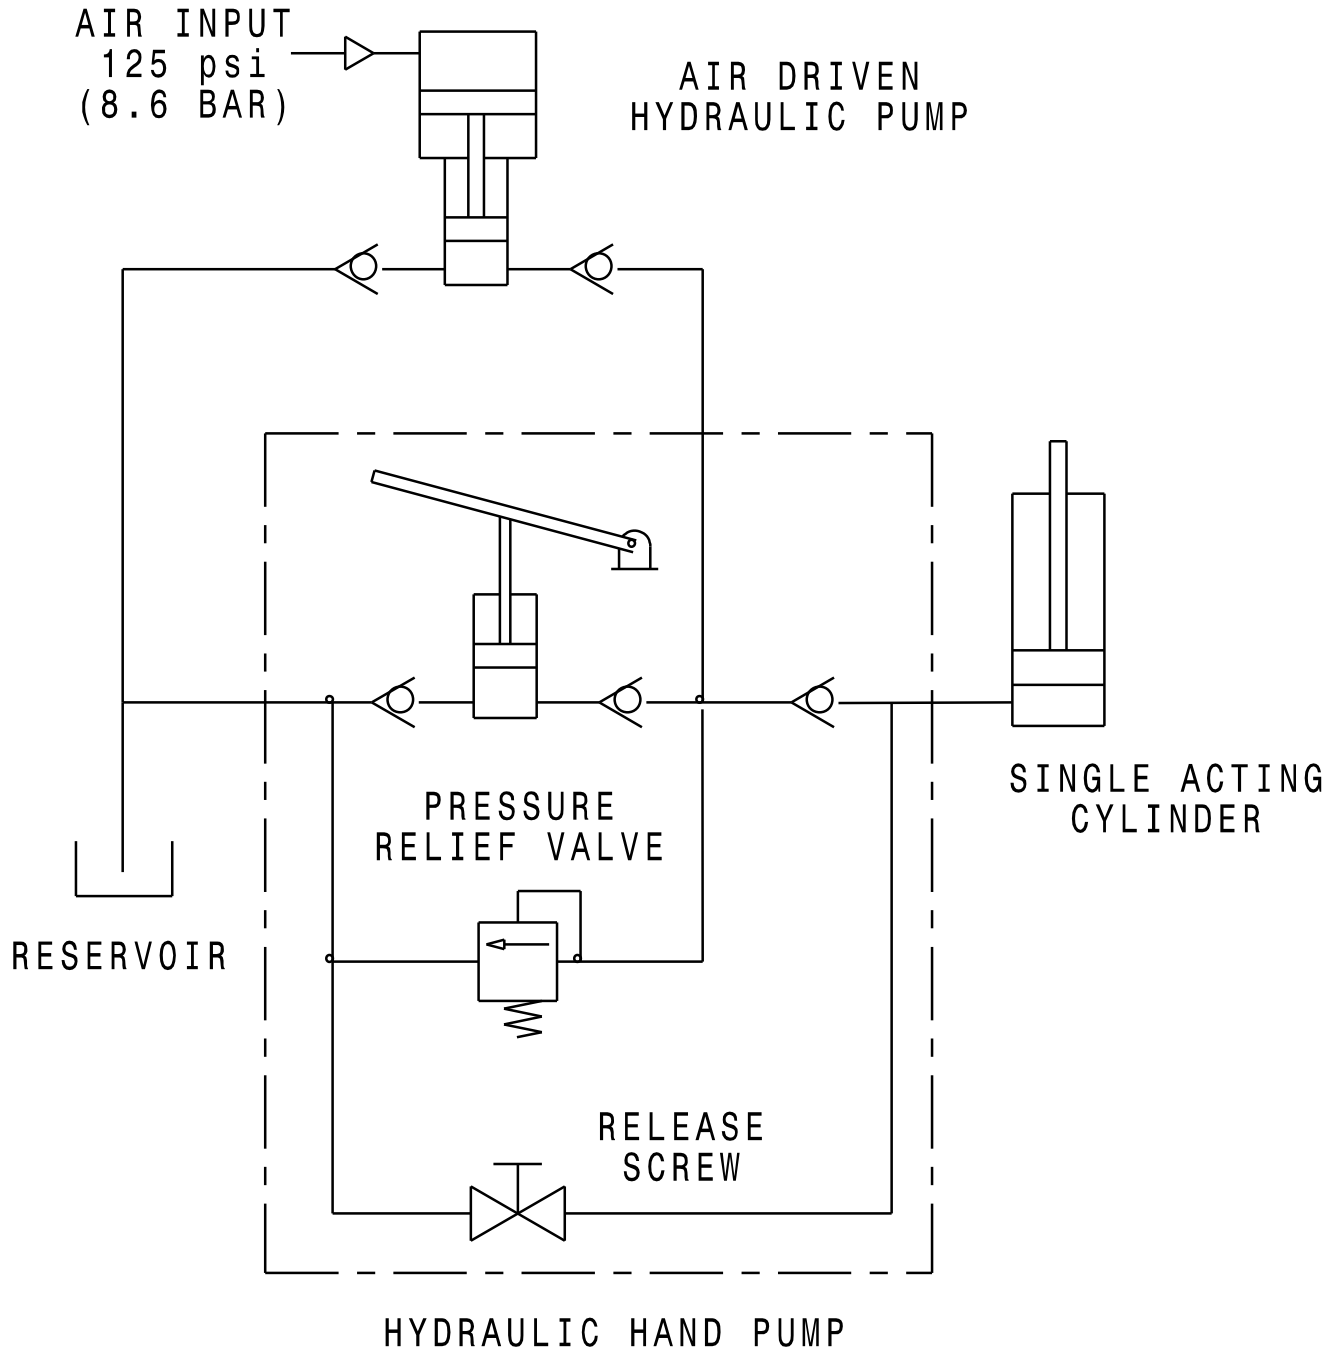 AIR INPUT
125 psi
(8.6 BAR)
AIR DRIVEN
HYDRAULIC PUMP
SINGLE ACTING
CYLINDER
PRESSURE
RELIEF VALVE
RESERVOIR
RELEASE
SCREW
HYDRAULIC HAND PUMP